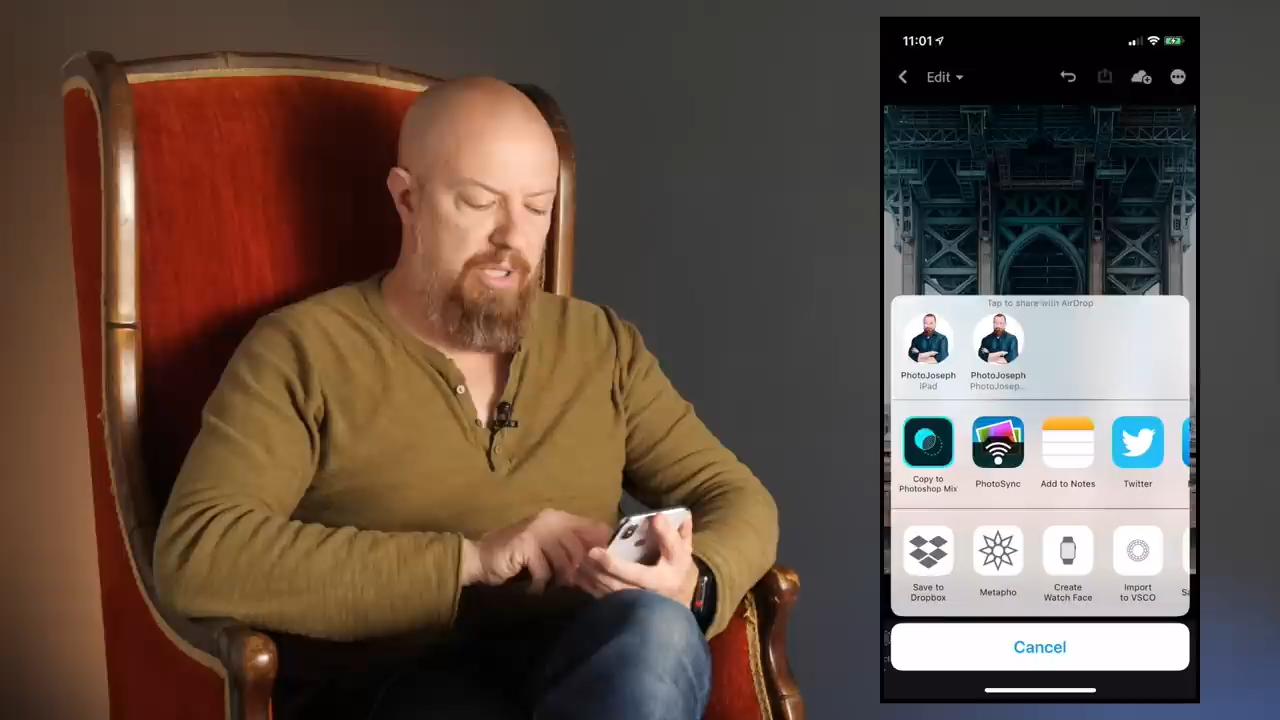 11:01
Edit
Tap to share with AirDrop
PhotoJoseph
iPad
PhotoJoseph
PhotoJosep...
Copy to
Photoshop Mix
PhotoSync
Add to Notes
Twitter
Save to
Dropbox
Metapho
Create
Watch Face
Import
to VSCO
Cancel